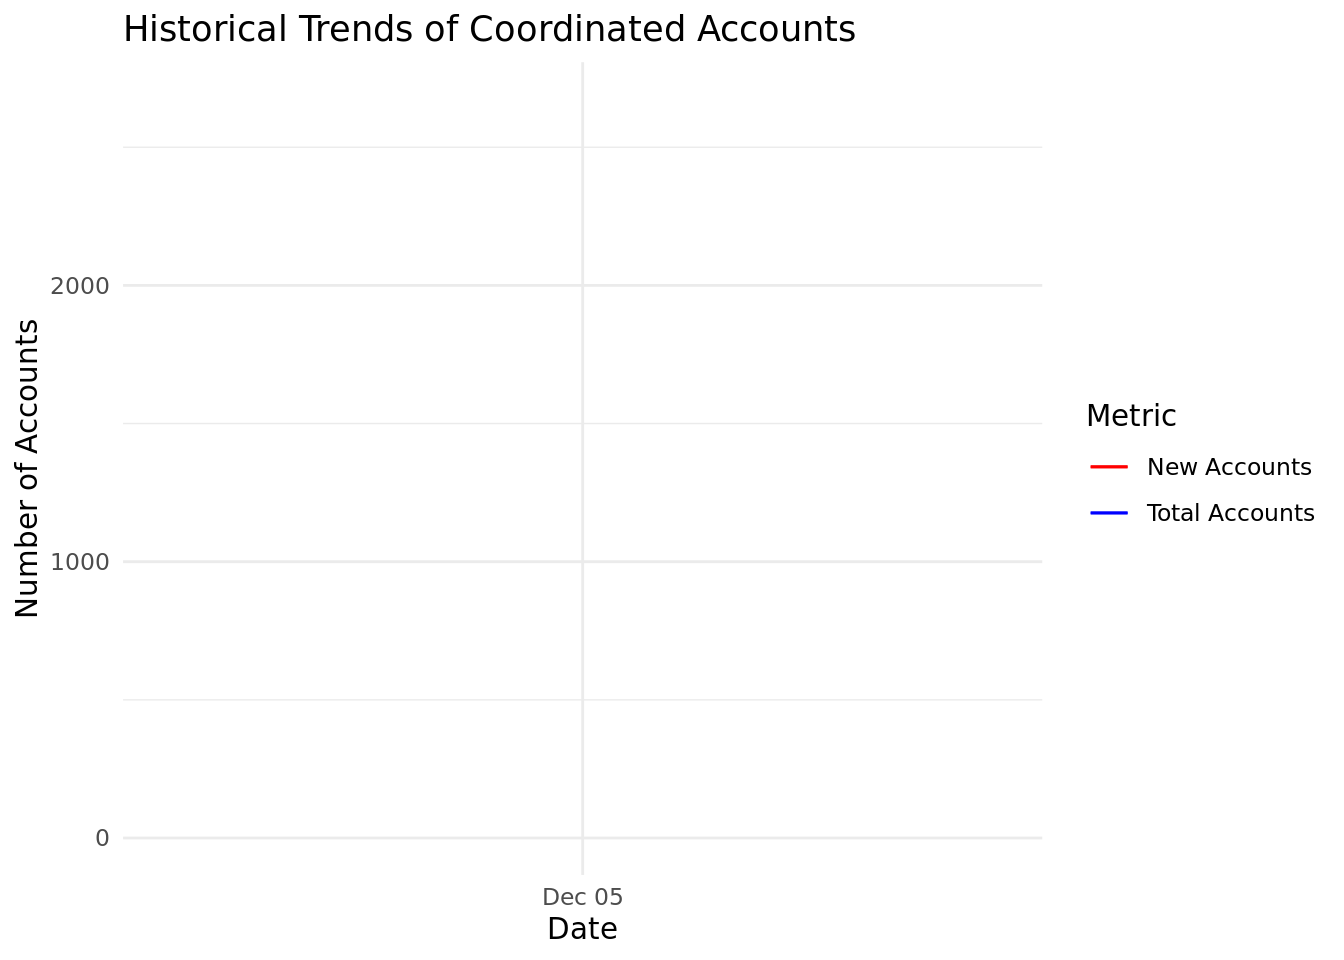 Historical Trends of Coordinated Accounts
Number of Accounts
2000
1000
0
Dec 05
Date
Metric
New Accounts
Total Accounts